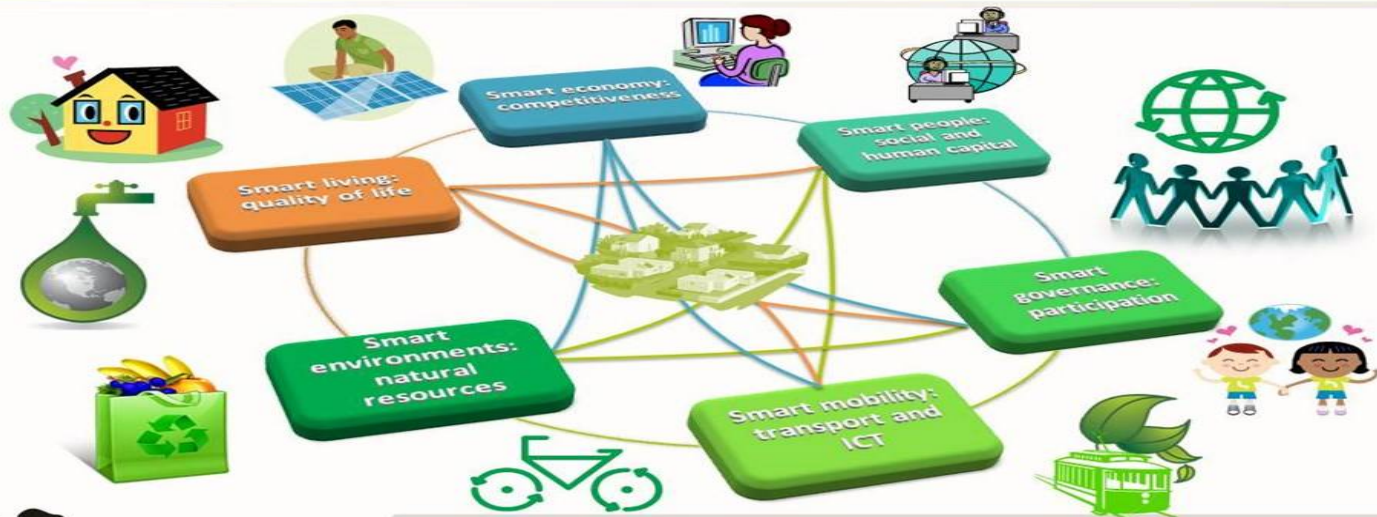 Smart economy:
competitiveness
Smart people:
social and
human capital
Smart living:
quality of life
Smart
governance:
participation
Smart
environments:
natural
resources
Smart mobility:
transport and
ICT